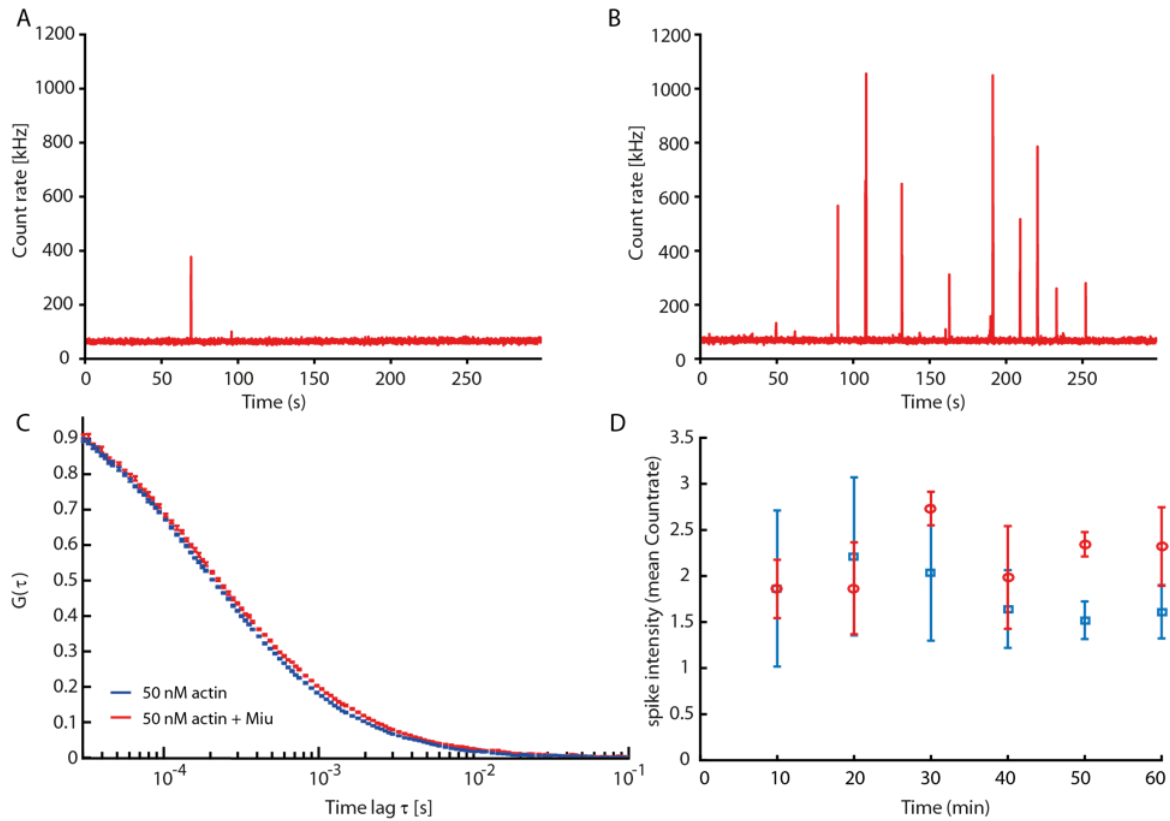 A
1200
1000
800
600
400
200
0
Count rate [kHz]
0 50 100 150 200 250
Time (s)
B
1200
1000
800
600
400
200
0
Count rate [kHz]
0 50 100 150 200 250
Time (s)
C
0.9
0.8
0.7
0.6
0.5
0.4
0.3
0.2
0.1
0
G(τ)
50 nM actin
50 nM actin + Miu
10⁻⁴ 10⁻³ 10⁻² 10⁻¹
Time lag τ [s]
D
3.5
3
2.5
2
1.5
1
0.5
0
spike intensity (mean Countrate)
0 10 20 30 40 50 60
Time (min)